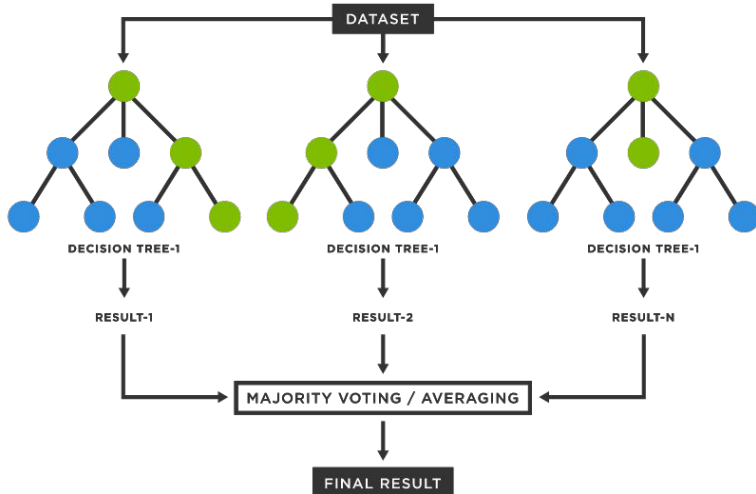 DATASET
DECISION TREE-1
DECISION TREE-1
DECISION TREE-1
RESULT-1
RESULT-2
RESULT-N
MAJORITY VOTING / AVERAGING
FINAL RESULT